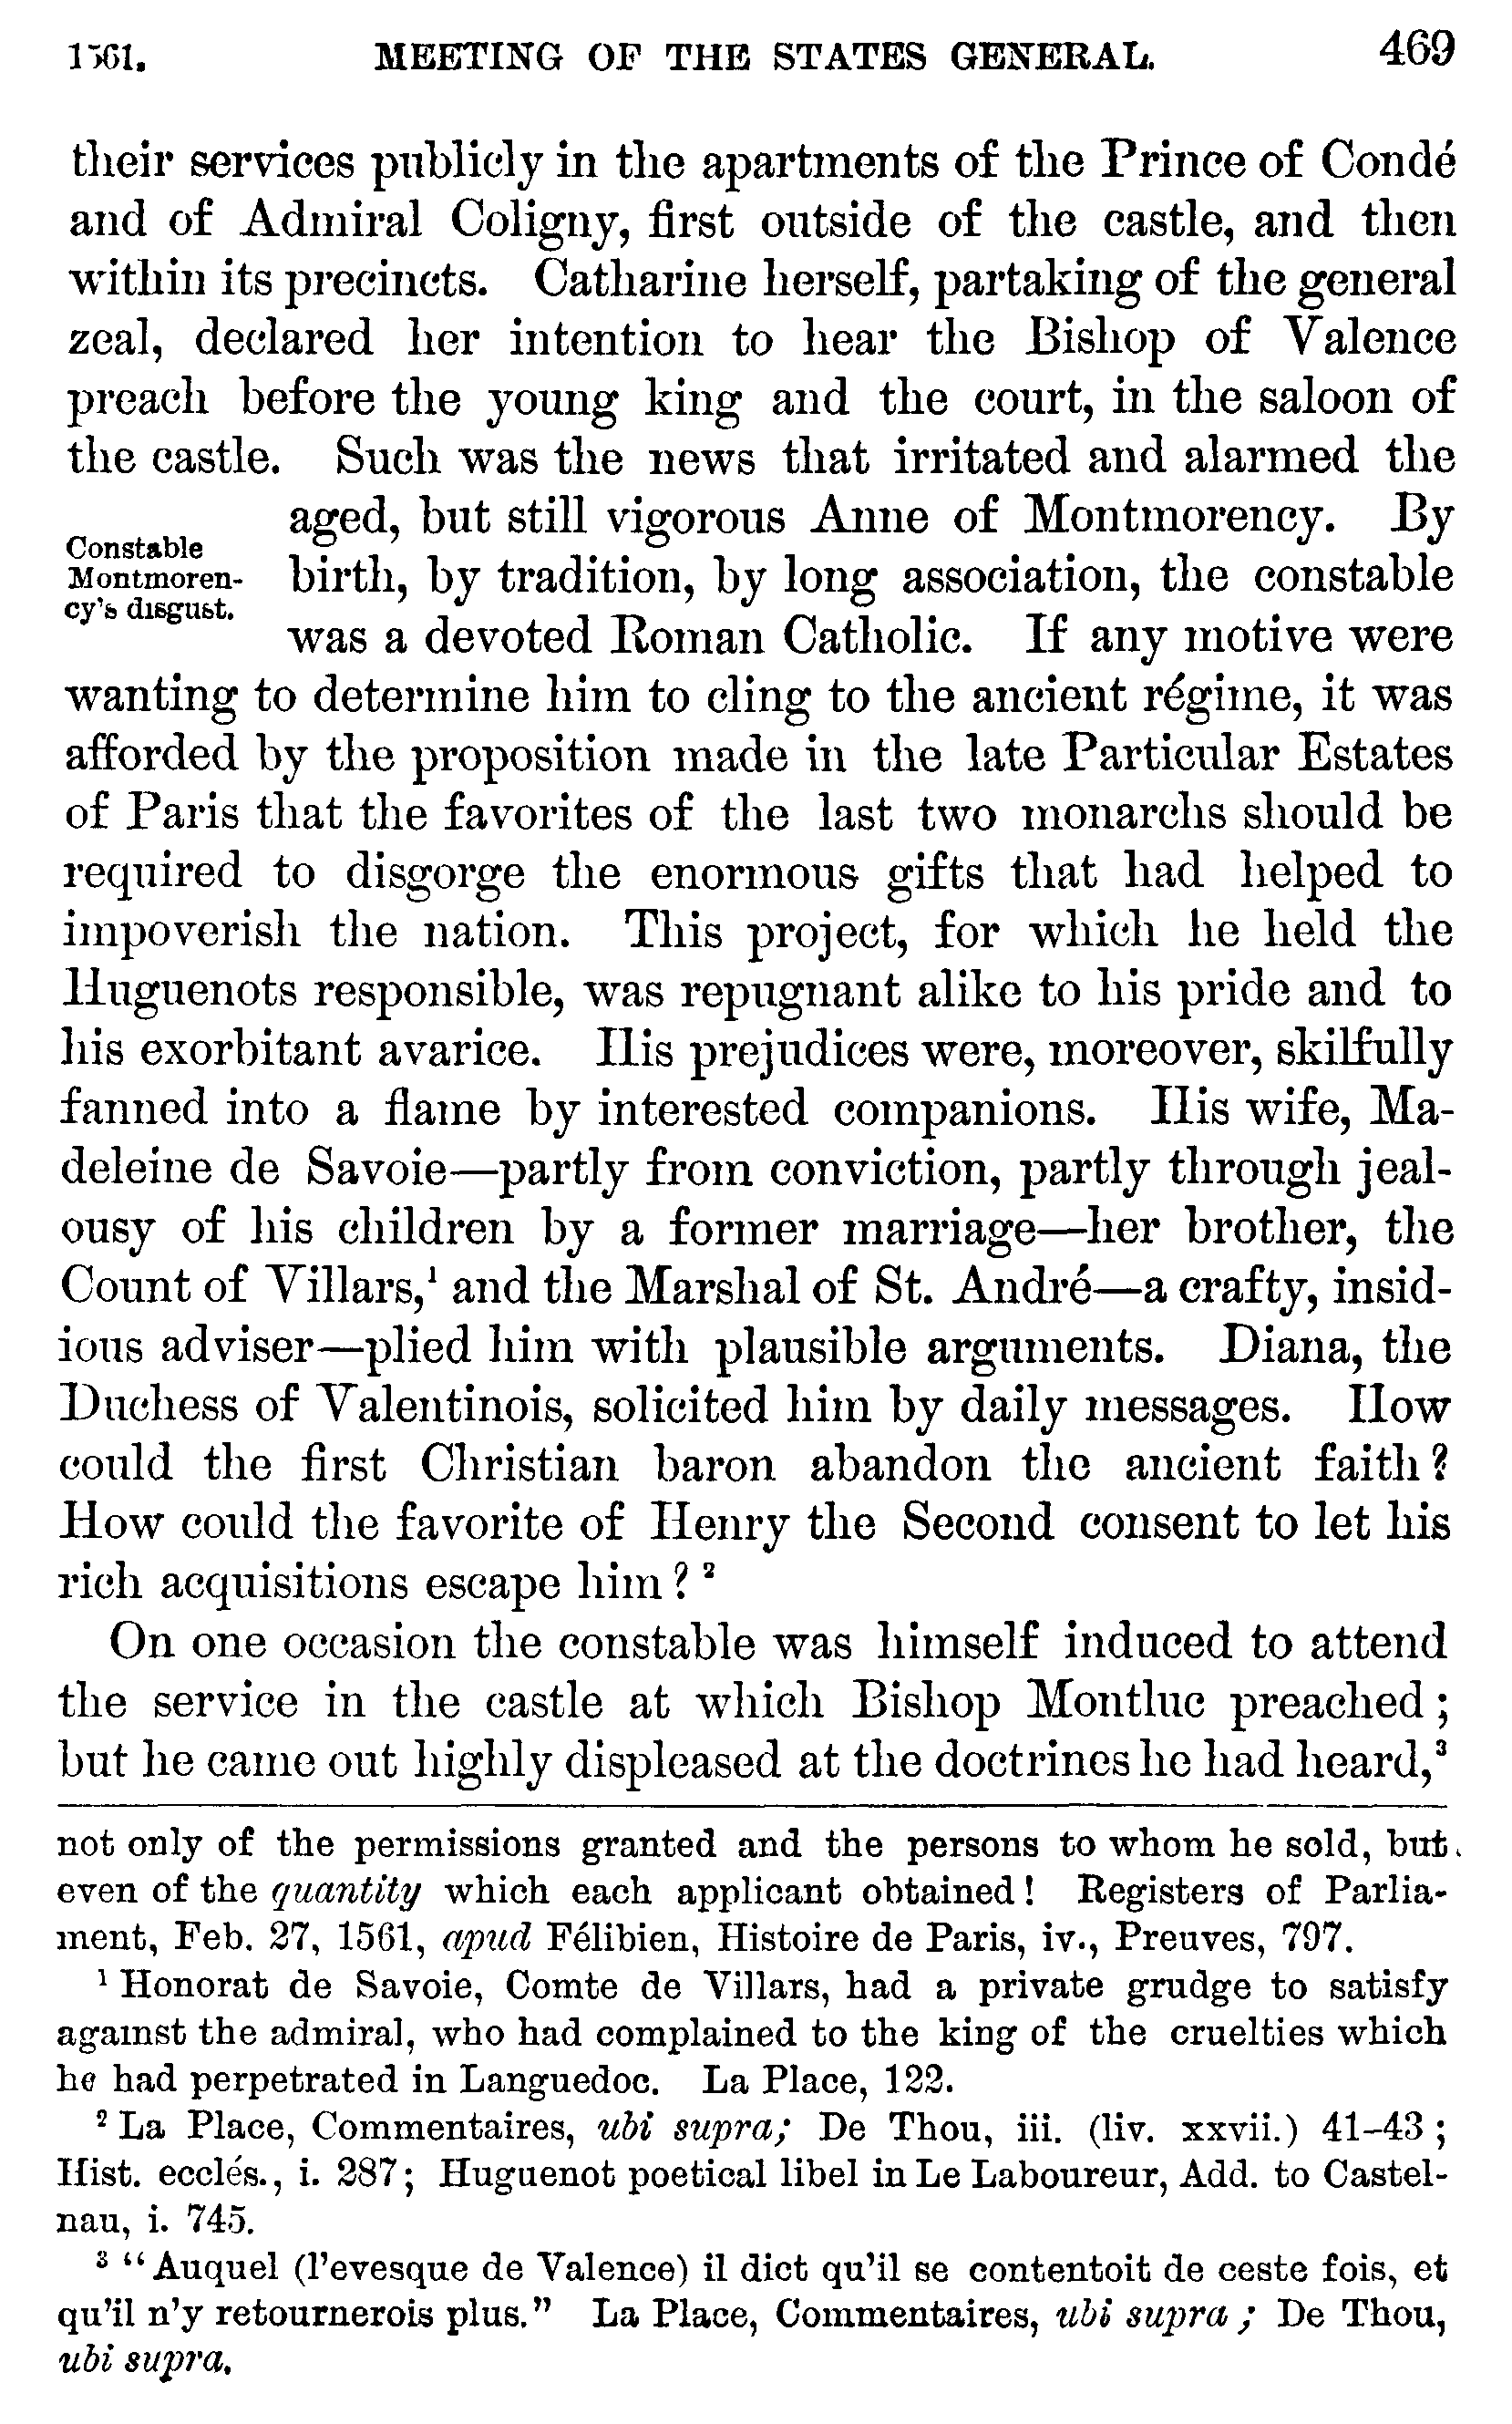 1561. MEETING OF THE STATES GENERAL. 469
their services publicly in the apartments of the Prince of Condé
and of Admiral Coligny, first outside of the castle, and then
within its precincts. Catharine herself, partaking of the general
zeal, declared her intention to hear the Bishop of Valence
preach before the young king and the court, in the saloon of
the castle. Such was the news that irritated and alarmed the
aged, but still vigorous Anne of Montmorency. By
Constable
Montmoren-
cy's disgust.
birth, by tradition, by long association, the constable
was a devoted Roman Catholic. If any motive were
wanting to determine him to cling to the ancient régime, it was
afforded by the proposition made in the late Particular Estates
of Paris that the favorites of the last two monarchs should be
required to disgorge the enormous gifts that had helped to
impoverish the nation. This project, for which he held the
Huguenots responsible, was repugnant alike to his pride and to
his exorbitant avarice. His prejudices were, moreover, skilfully
fanned into a flame by interested companions. His wife, Ma-
deleine de Savoie—partly from conviction, partly through jeal-
ousy of his children by a former marriage—her brother, the
Count of Villars,¹ and the Marshal of St. André—a crafty, insid-
ious adviser—plied him with plausible arguments. Diana, the
Duchess of Valentinois, solicited him by daily messages. How
could the first Christian baron abandon the ancient faith?
How could the favorite of Henry the Second consent to let his
rich acquisitions escape him?²
On one occasion the constable was himself induced to attend
the service in the castle at which Bishop Montluc preached;
but he came out highly displeased at the doctrines he had heard,³
not only of the permissions granted and the persons to whom he sold, but
even of the quantity which each applicant obtained! Registers of Parlia-
ment, Feb. 27, 1561, apud Félibien, Histoire de Paris, iv., Preuves, 797.
¹ Honorat de Savoie, Comte de Villars, had a private grudge to satisfy
against the admiral, who had complained to the king of the cruelties which
he had perpetrated in Languedoc. La Place, 122.
² La Place, Commentaires, ubi supra; De Thou, iii. (liv. xxvii.) 41-43;
Hist. ecclés., i. 287; Huguenot poetical libel in Le Laboureur, Add. to Castel-
nau, i. 745.
³ "Auquel (l'evesque de Valence) il dict qu'il se contentoit de ceste fois, et
qu'il n'y retournerois plus." La Place, Commentaires, ubi supra; De Thou,
ubi supra.